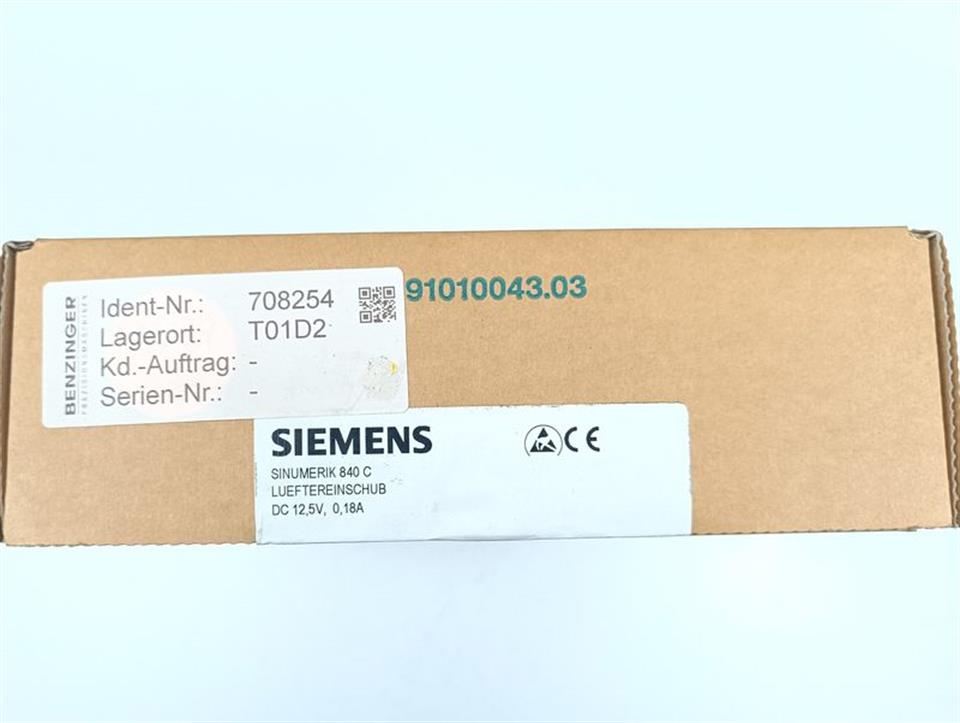 BENZINGER
PRÄZISIONSMASCHINEN
Ident-Nr.: 708254
Lagerort: T01D2
Kd.-Auftrag: -
Serien-Nr.: -
91010043.03
SIEMENS
CE
SINUMERIK 840 C
LUEFTEREINSCHUB
DC 12,5V, 0,18A